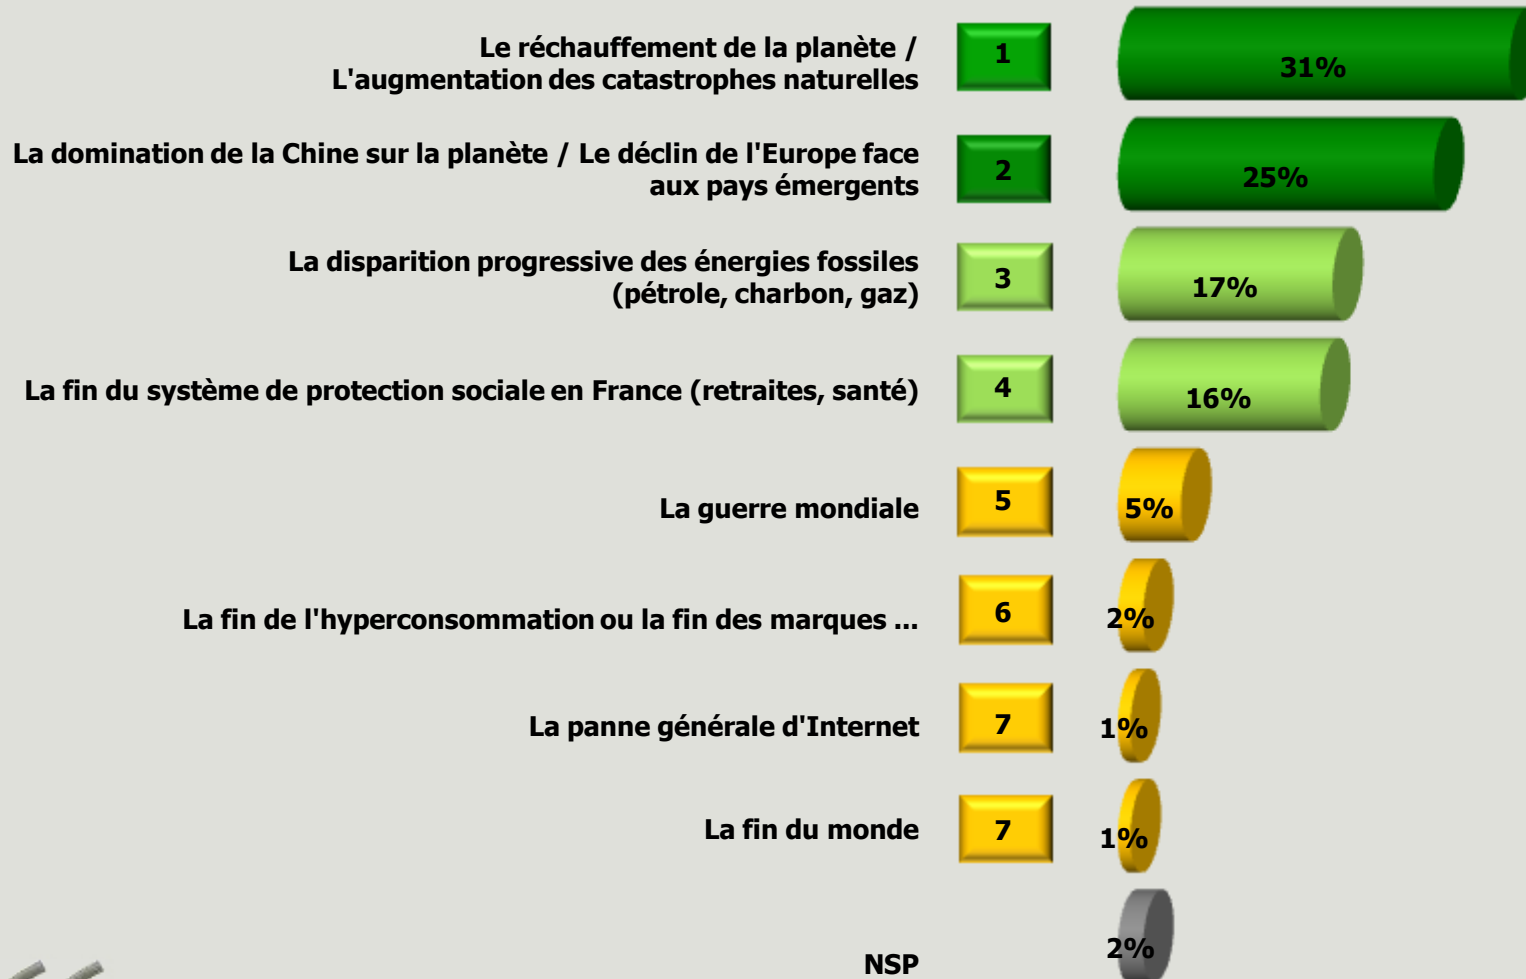 Le réchauffement de la planète /
L'augmentation des catastrophes naturelles
1
31%
La domination de la Chine sur la planète / Le déclin de l'Europe face
aux pays émergents
2
25%
La disparition progressive des énergies fossiles
(pétrole, charbon, gaz)
3
17%
La fin du système de protection sociale en France (retraites, santé)
4
16%
La guerre mondiale
5
5%
La fin de l'hyperconsommation ou la fin des marques ...
6
2%
La panne générale d'Internet
7
1%
La fin du monde
7
1%
NSP
2%